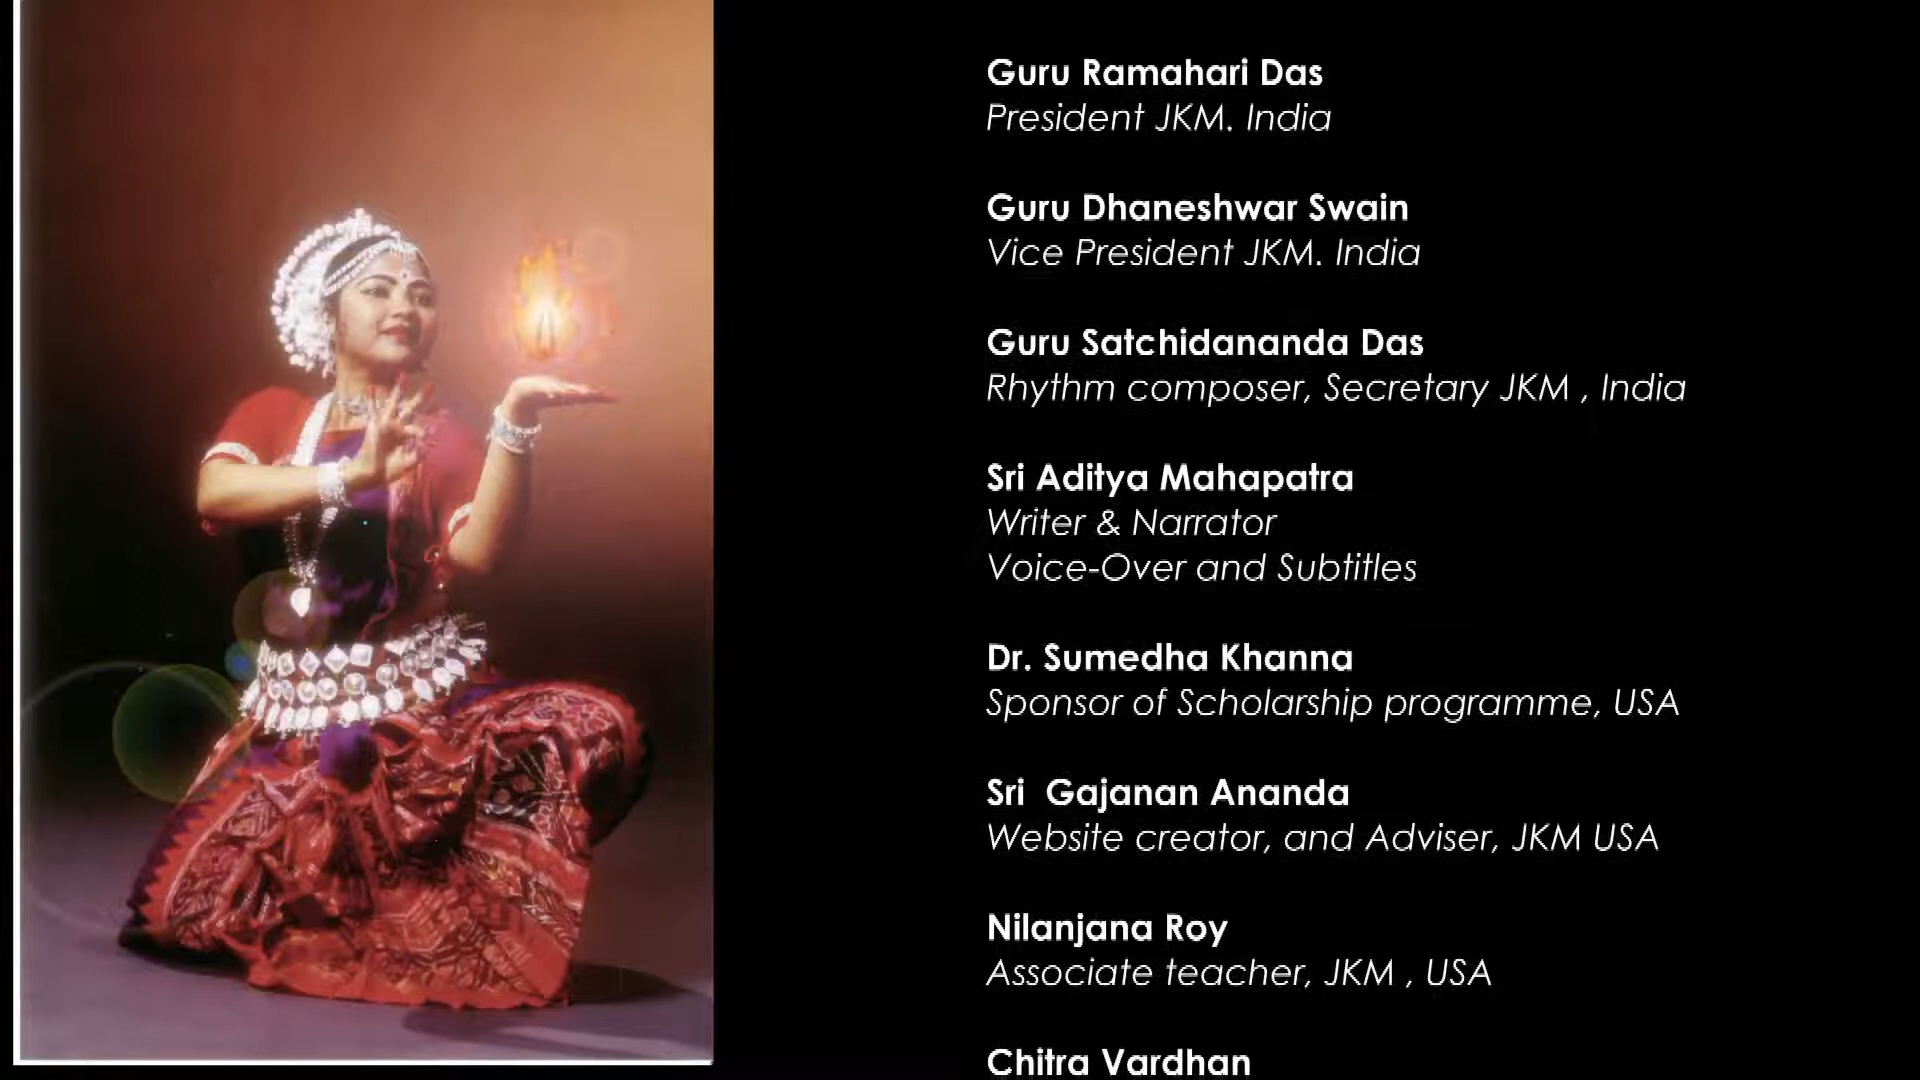 Guru Ramahari Das
President JKM. India
Guru Dhaneshwar Swain
Vice President JKM. India
Guru Satchidananda Das
Rhythm composer, Secretary JKM , India
Sri Aditya Mahapatra
Writer & Narrator
Voice-Over and Subtitles
Dr. Sumedha Khanna
Sponsor of Scholarship programme, USA
Sri  Gajanan Ananda
Website creator, and Adviser, JKM USA
Nilanjana Roy
Associate teacher, JKM , USA
Chitra Vardhan